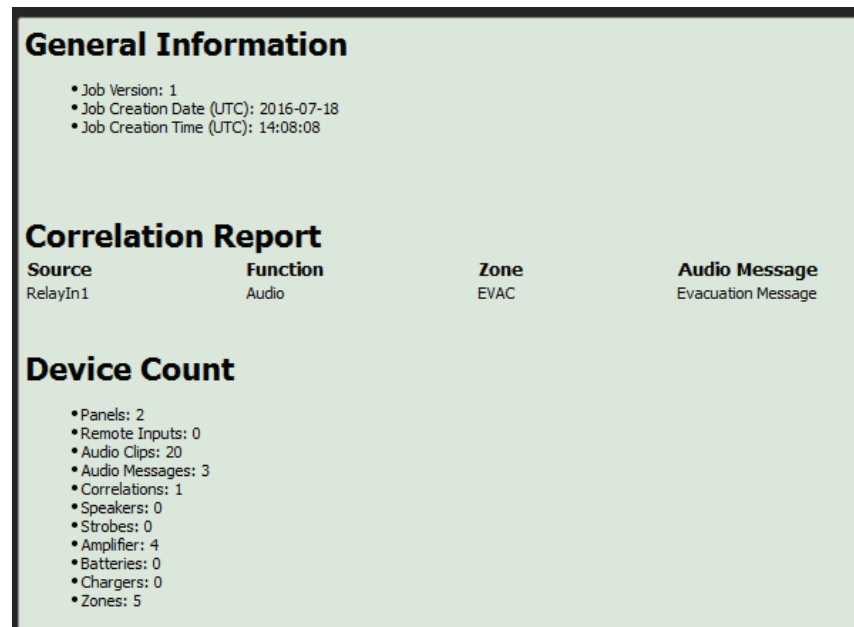 General Information
• Job Version: 1
• Job Creation Date (UTC): 2016-07-18
• Job Creation Time (UTC): 14:08:08
Correlation Report
Source Function Zone Audio Message
RelayIn1 Audio EVAC Evacuation Message
Device Count
• Panels: 2
• Remote Inputs: 0
• Audio Clips: 20
• Audio Messages: 3
• Correlations: 1
• Speakers: 0
• Strobes: 0
• Amplifier: 4
• Batteries: 0
• Chargers: 0
• Zones: 5